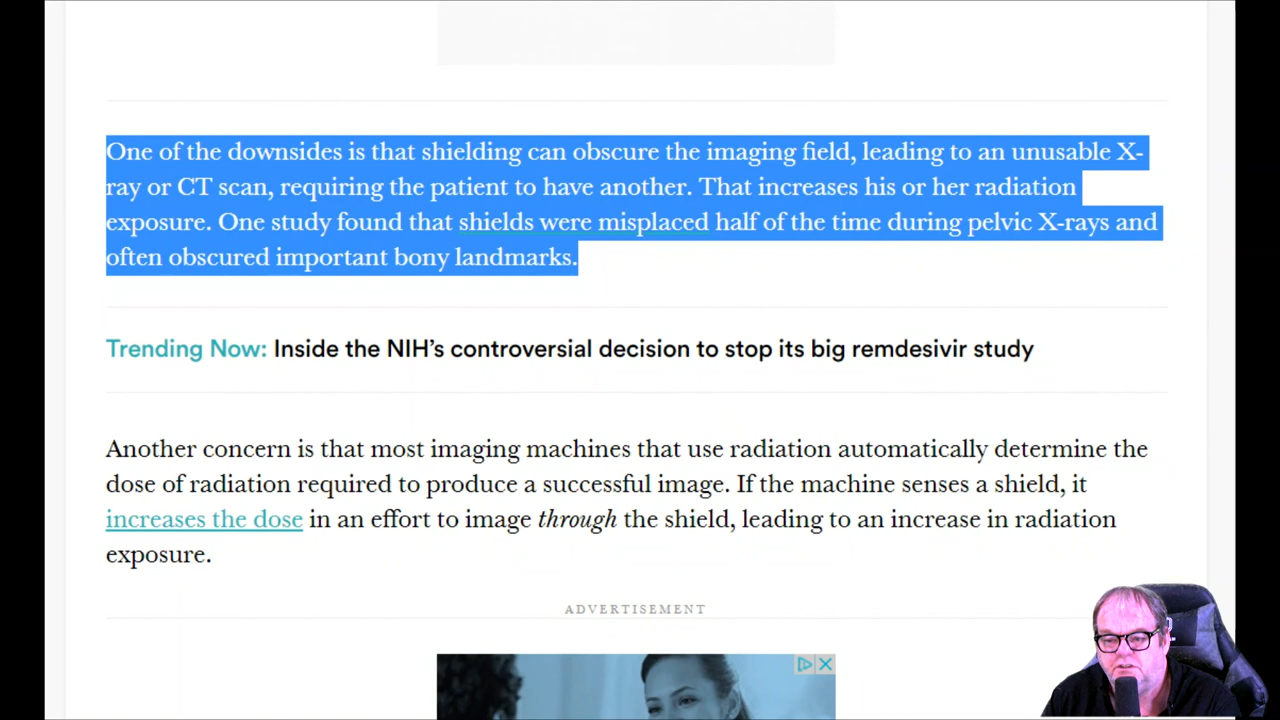 One of the downsides is that shielding can obscure the imaging field, leading to an unusable X-
ray or CT scan, requiring the patient to have another. That increases his or her radiation
exposure. One study found that shields were misplaced half of the time during pelvic X-rays and
often obscured important bony landmarks.
Trending Now: Inside the NIH’s controversial decision to stop its big remdesivir study
Another concern is that most imaging machines that use radiation automatically determine the
dose of radiation required to produce a successful image. If the machine senses a shield, it
increases the dose in an effort to image through the shield, leading to an increase in radiation
exposure.
ADVERTISEMENT